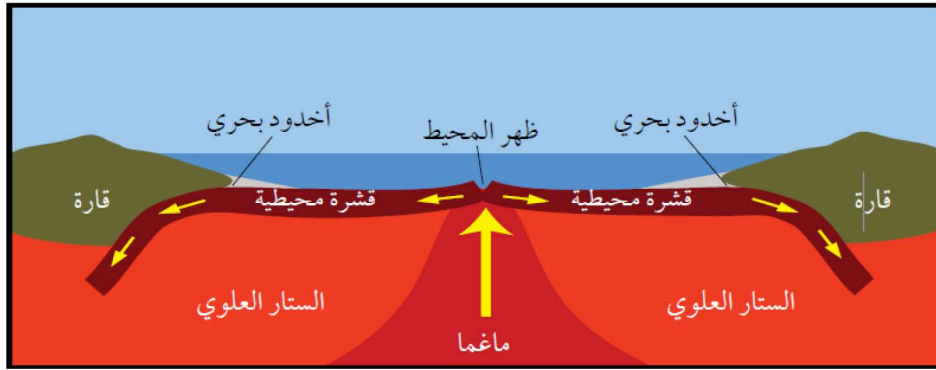 أخدود بحري
ظهر المحيط
أخدود بحري
قارة
قشرة محيطية
قشرة محيطية
قارة
الستار العلوي
الستار العلوي
ماغما